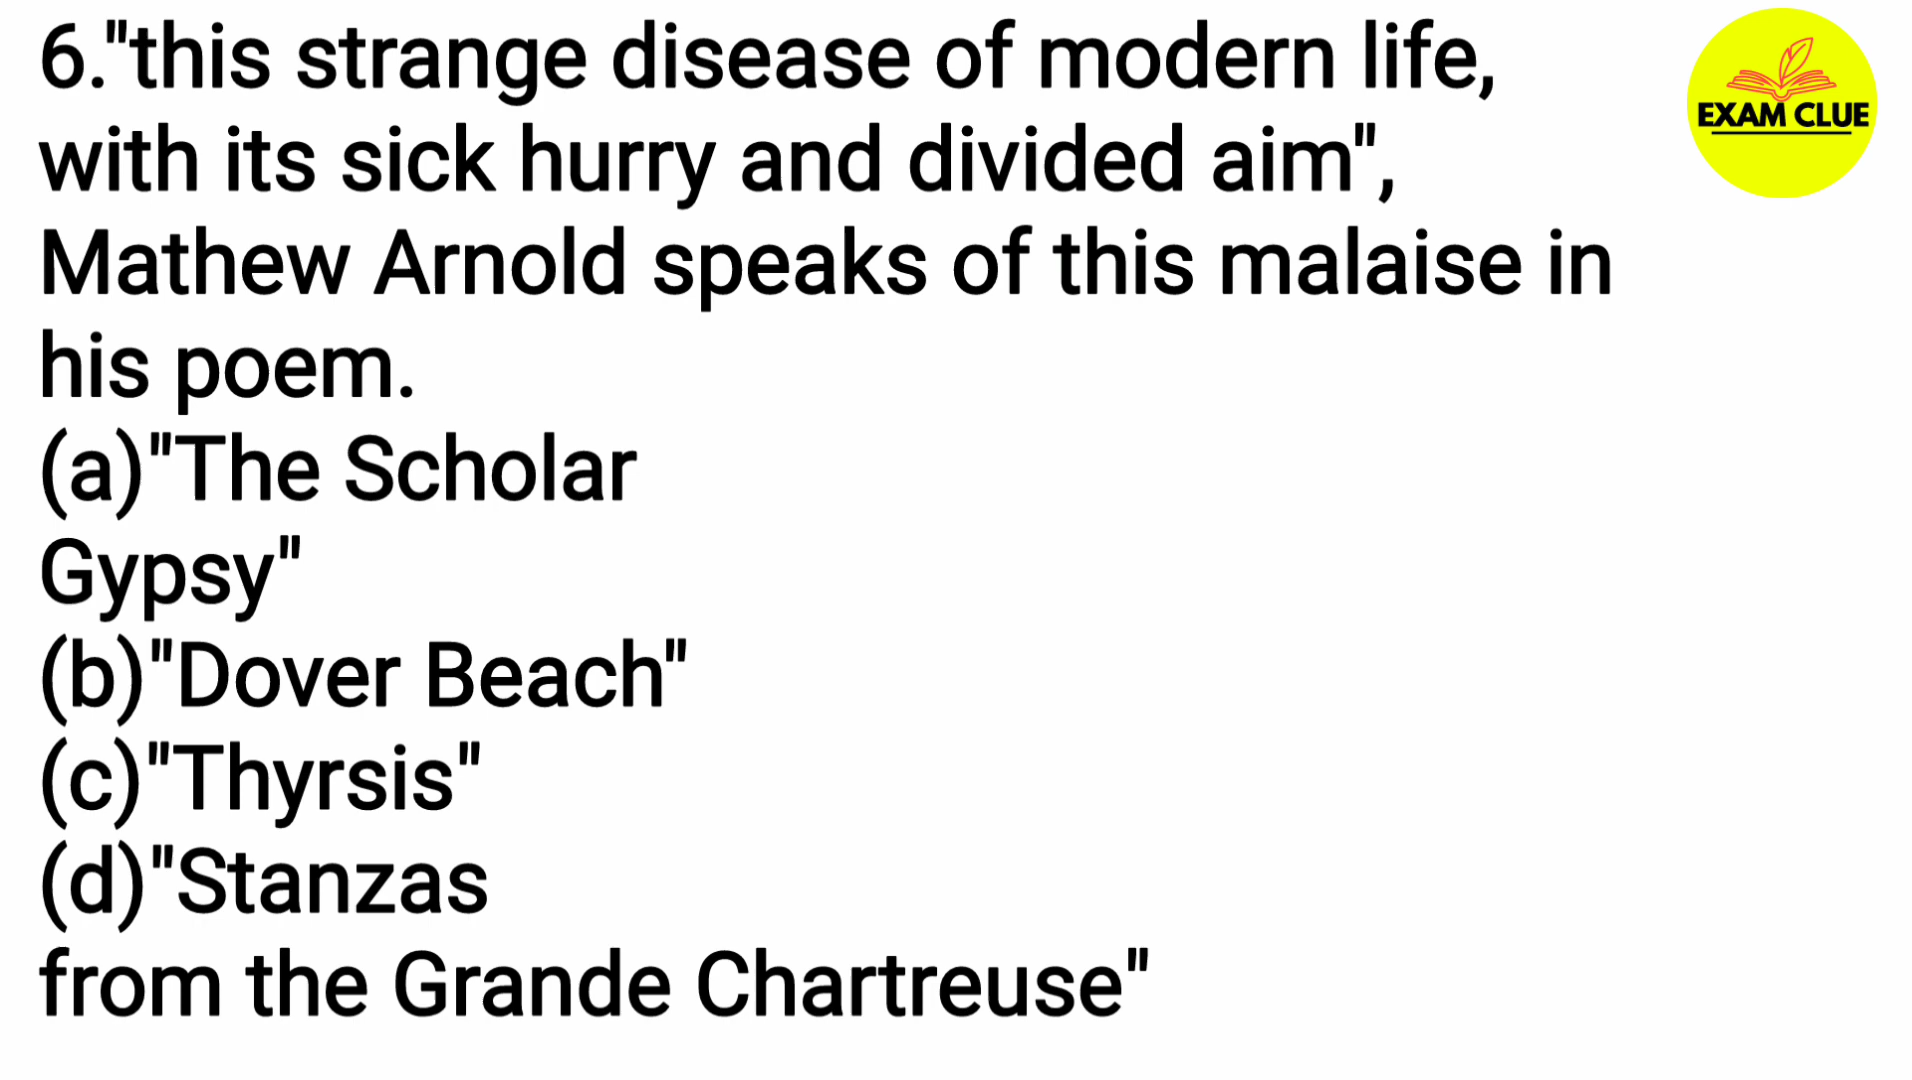 6."this strange disease of modern life,
with its sick hurry and divided aim",
Mathew Arnold speaks of this malaise in
his poem.
(a)"The Scholar
Gypsy"
(b)"Dover Beach"
(c)"Thyrsis"
(d)"Stanzas
from the Grande Chartreuse"
EXAM CLUE